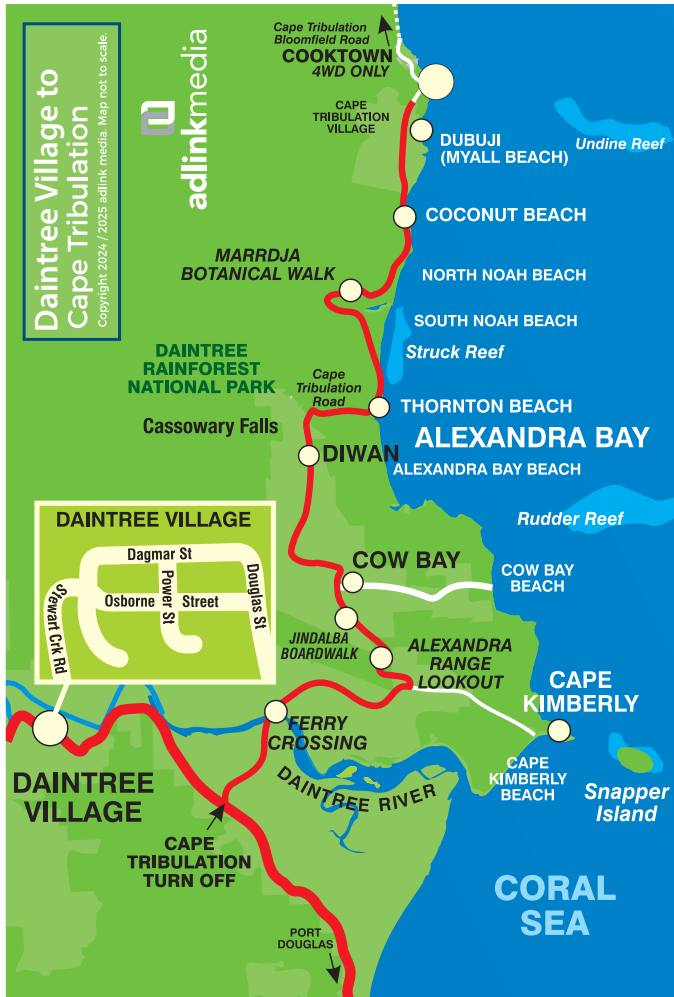 Daintree Village to
Cape Tribulation
Copyright 2024 / 2025 adlink media. Map not to scale.
adlinkmedia
Cape Tribulation
Bloomfield Road
COOKTOWN
4WD ONLY
CAPE
TRIBULATION
VILLAGE
DUBUJI
(MYALL BEACH)
Undine Reef
COCONUT BEACH
MARRDJA
BOTANICAL WALK
NORTH NOAH BEACH
SOUTH NOAH BEACH
Struck Reef
DAINTREE
RAINFOREST
NATIONAL PARK
Cape
Tribulation
Road
THORNTON BEACH
Cassowary Falls
ALEXANDRA BAY
DIWAN
ALEXANDRA BAY BEACH
Rudder Reef
DAINTREE VILLAGE
Dagmar St
Stewart Crk Rd
Osborne Street
Power St
Douglas St
COW BAY
COW BAY
BEACH
JINDALBA
BOARDWALK
ALEXANDRA
RANGE
LOOKOUT
CAPE
KIMBERLY
FERRY
CROSSING
DAINTREE RIVER
CAPE
KIMBERLY
BEACH
Snapper
Island
DAINTREE
VILLAGE
CAPE
TRIBULATION
TURN OFF
CORAL
SEA
PORT
DOUGLAS